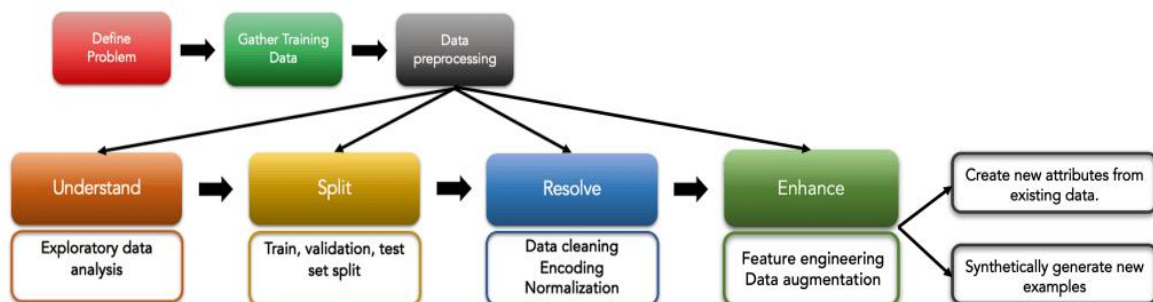 Define
Problem
Gather Training
Data
Data
preprocessing
Understand
Split
Resolve
Enhance
Exploratory data
analysis
Train, validation, test
set split
Data cleaning
Encoding
Normalization
Feature engineering
Data augmentation
Create new attributes from
existing data.
Synthetically generate new
examples